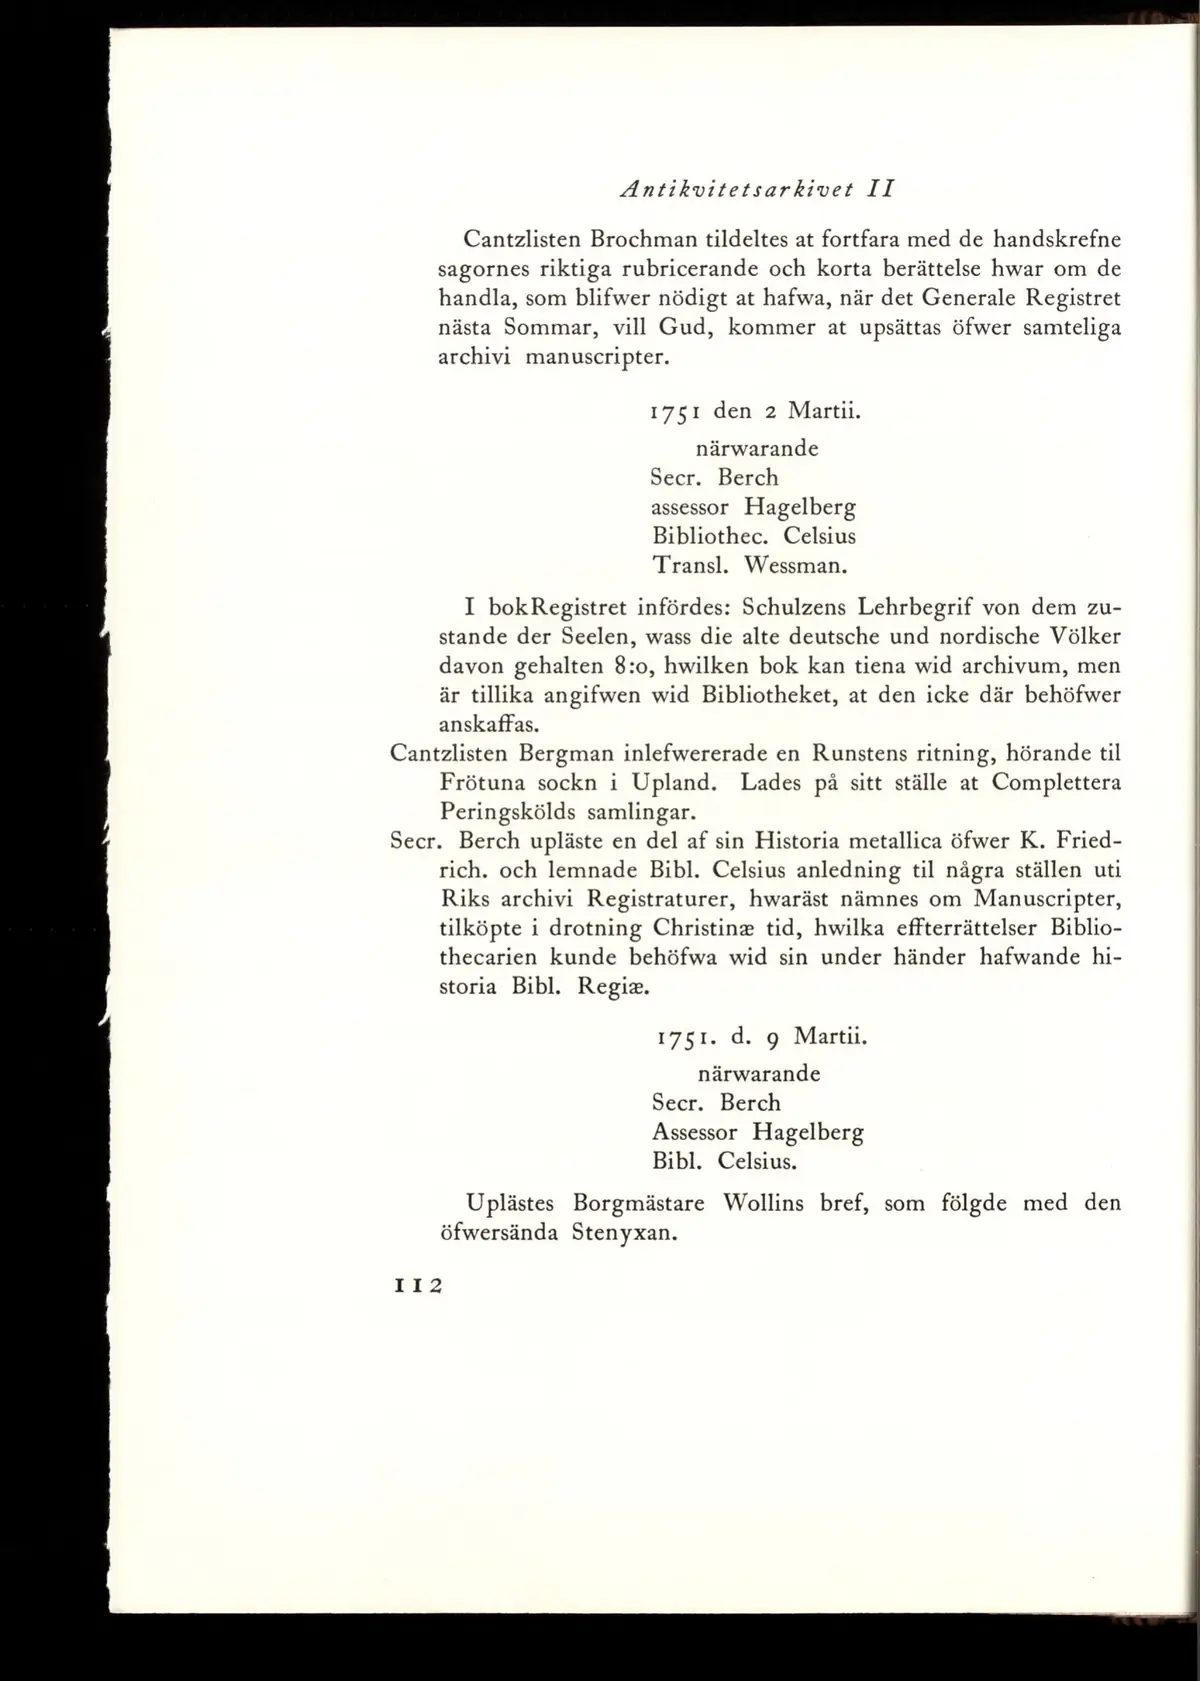 Antikvitetsarkivet II
Cantzlisten Brochman tildeltes at fortfara med de handskrefne
sagornes riktiga rubricerande och korta berättelse hwar om de
handla, som blifwer nödigt at hafwa, när det Generale Registret
nästa Sommar, vill Gud, kommer at upsättas öfwer samteliga
archivi manuscripter.
1751 den 2 Martii.
närwarande
Secr. Berch
assessor Hagelberg
Bibliothec. Celsius
Transl. Wessman.
I bokRegistret infördes: Schulzens Lehrbegrif von dem zu-
stande der Seelen, wass die alte deutsche und nordische Völker
davon gehalten 8:o, hwilken bok kan tiena wid archivum, men
är tillika angifwen wid Bibliotheket, at den icke där behöfwer
anskaffas.
Cantzlisten Bergman inlefwererade en Runstens ritning, hörande til
Frötuna sockn i Upland. Lades på sitt ställe at Complettera
Peringskölds samlingar.
Secr. Berch upläste en del af sin Historia metallica öfwer K. Fried-
rich. och lemnade Bibl. Celsius anledning til några ställen uti
Riks archivi Registraturer, hwaräst nämnes om Manuscripter,
tilköpte i drotning Christinæ tid, hwilka effterrättelser Biblio-
thecarien kunde behöfwa wid sin under händer hafwande hi-
storia Bibl. Regiæ.
1751. d. 9 Martii.
närwarande
Secr. Berch
Assessor Hagelberg
Bibl. Celsius.
Uplästes Borgmästare Wollins bref, som fölgde med den
öfwersända Stenyxan.
112